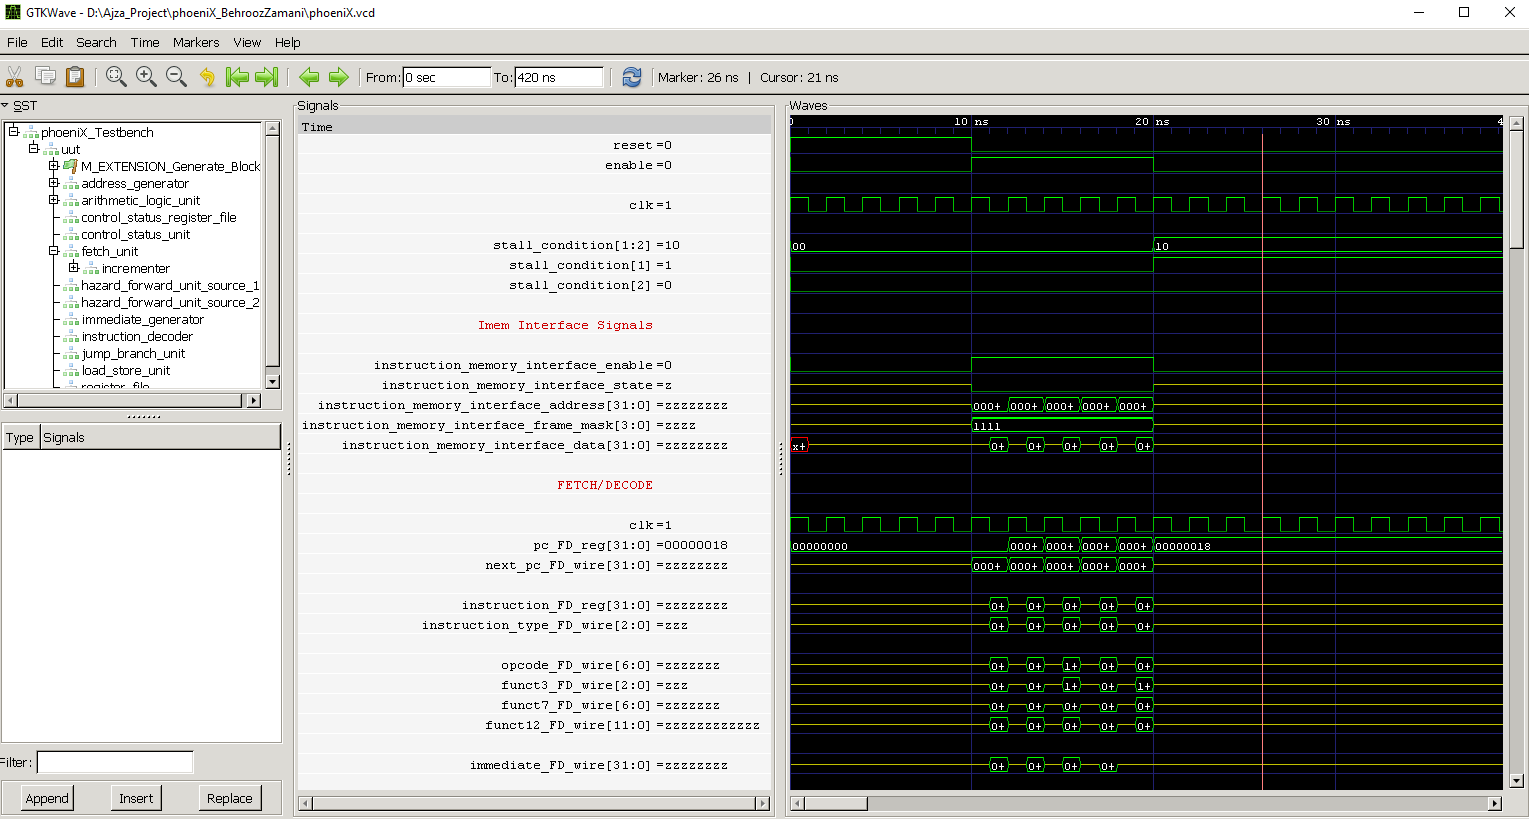 GTKWave - D:\Ajza_Project\phoeniX_BehroozZamani\phoeniX.vcd
File Edit Search Time Markers View Help
From: 0 sec To: 420 ns Marker: 26 ns | Cursor: 21 ns
SST
phoeniX_Testbench
uut
M_EXTENSION_Generate_Block
address_generator
arithmetic_logic_unit
control_status_register_file
control_status_unit
fetch_unit
incrementer
hazard_forward_unit_source_1
hazard_forward_unit_source_2
immediate_generator
instruction_decoder
jump_branch_unit
load_store_unit
register_file
Type Signals
Filter:
Append Insert Replace
Signals
Time
reset =0
enable =0
clk =1
stall_condition[1:2] =10
stall_condition[1] =1
stall_condition[2] =0
Imem Interface Signals
instruction_memory_interface_enable =0
instruction_memory_interface_state =z
instruction_memory_interface_address[31:0] =zzzzzzzz
instruction_memory_interface_frame_mask[3:0] =zzzz
instruction_memory_interface_data[31:0] =zzzzzzzz
FETCH/DECODE
clk =1
pc_FD_reg[31:0] =00000018
next_pc_FD_wire[31:0] =zzzzzzzz
instruction_FD_reg[31:0] =zzzzzzzz
instruction_type_FD_wire[2:0] =zzz
opcode_FD_wire[6:0] =zzzzzzz
funct3_FD_wire[2:0] =zzz
funct7_FD_wire[6:0] =zzzzzzz
funct12_FD_wire[11:0] =zzzzzzzzzzzz
immediate_FD_wire[31:0] =zzzzzzzz
Waves
0 10 ns 20 ns 30 ns 4
00 10
000+ 000+ 000+ 000+ 000+
1111
x+ 0+ 0+ 0+ 0+ 0+
00000000 000+ 000+ 000+ 000+ 00000018
000+ 000+ 000+ 000+ 000+
0+ 0+ 0+ 0+ 0+
0+ 0+ 0+ 0+ 0+
0+ 0+ 1+ 0+ 0+
0+ 0+ 1+ 0+ 1+
0+ 0+ 0+ 0+ 0+
0+ 0+ 0+ 0+ 0+
0+ 0+ 0+ 0+